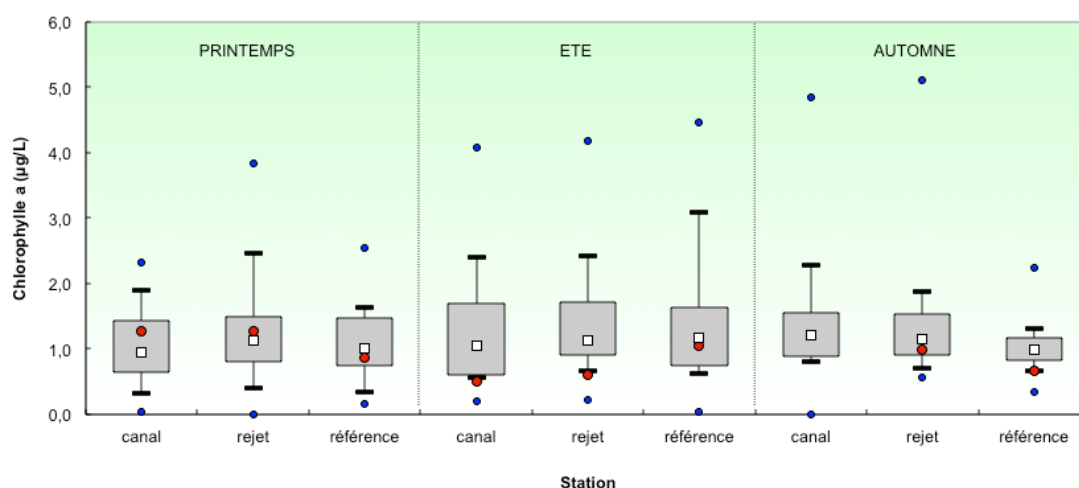 6,0
PRINTEMPS ETE AUTOMNE
5,0
4,0
3,0
2,0
1,0
0,0
Chlorophylle a (µg/L)
canal rejet référence canal rejet référence canal rejet référence
Station